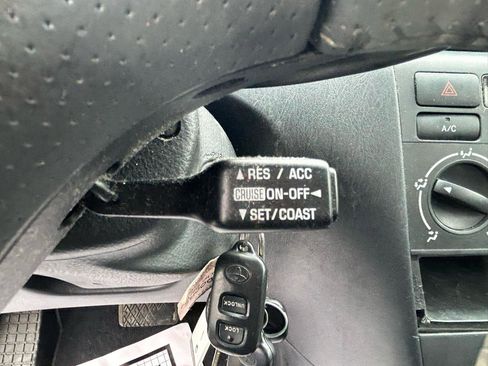 ▲ RES / ACC
CRUISE ON-OFF ◄
▼ SET/COAST
A/C
UNLOCK
LOCK